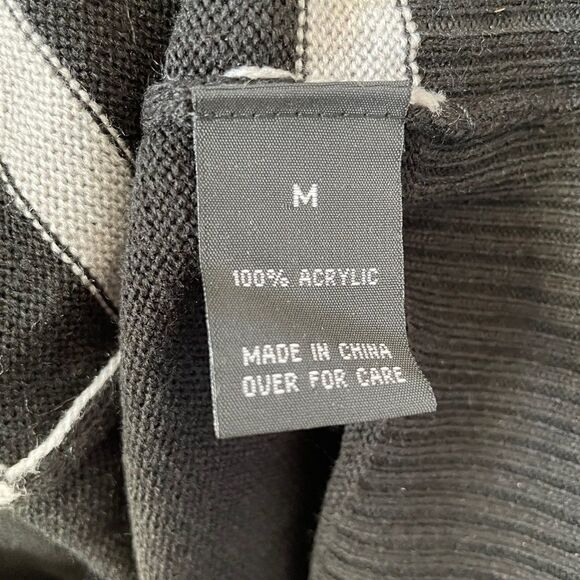 M
100% ACRYLIC
MADE IN CHINA
OVER FOR CARE